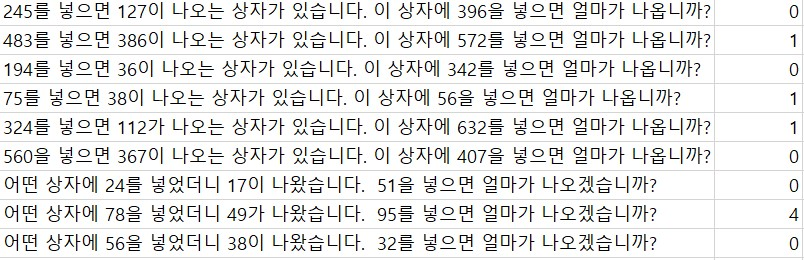 245를 넣으면 127이 나오는 상자가 있습니다. 이 상자에 396을 넣으면 얼마가 나옵니까? 0
483를 넣으면 386이 나오는 상자가 있습니다. 이 상자에 572을 넣으면 얼마가 나옵니까? 1
194를 넣으면 36이 나오는 상자가 있습니다. 이 상자에 342를 넣으면 얼마가 나옵니까? 0
75를 넣으면 38이 나오는 상자가 있습니다. 이 상자에 56을 넣으면 얼마가 나옵니까? 1
324를 넣으면 112가 나오는 상자가 있습니다. 이 상자에 632를 넣으면 얼마가 나옵니까? 1
560을 넣으면 367이 나오는 상자가 있습니다. 이 상자에 407을 넣으면 얼마가 나옵니까? 0
어떤 상자에 24를 넣었더니 17이 나왔습니다. 51을 넣으면 얼마가 나오겠습니까? 0
어떤 상자에 78을 넣었더니 49가 나왔습니다. 95를 넣으면 얼마가 나오겠습니까? 4
어떤 상자에 56을 넣었더니 38이 나왔습니다. 32를 넣으면 얼마가 나오겠습니까? 0